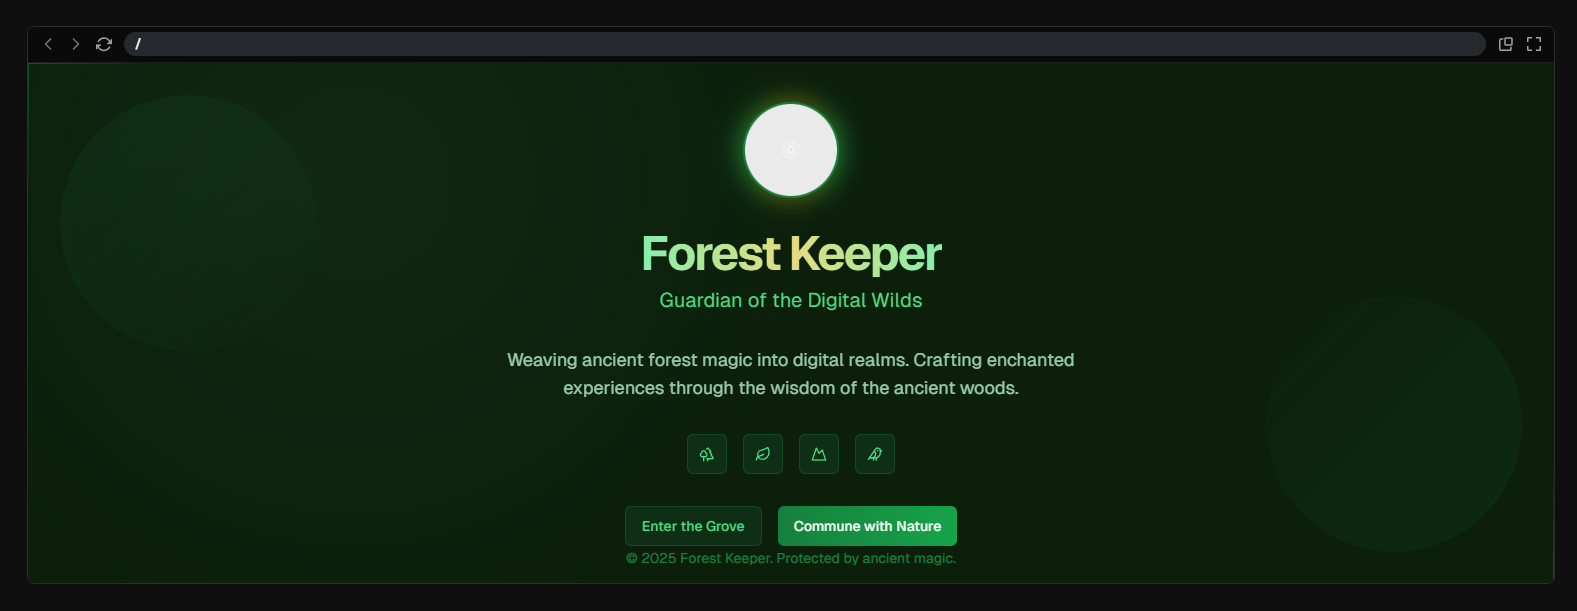 /
Forest Keeper
Guardian of the Digital Wilds
Weaving ancient forest magic into digital realms. Crafting enchanted
experiences through the wisdom of the ancient woods.
Enter the Grove
Commune with Nature
© 2025 Forest Keeper. Protected by ancient magic.